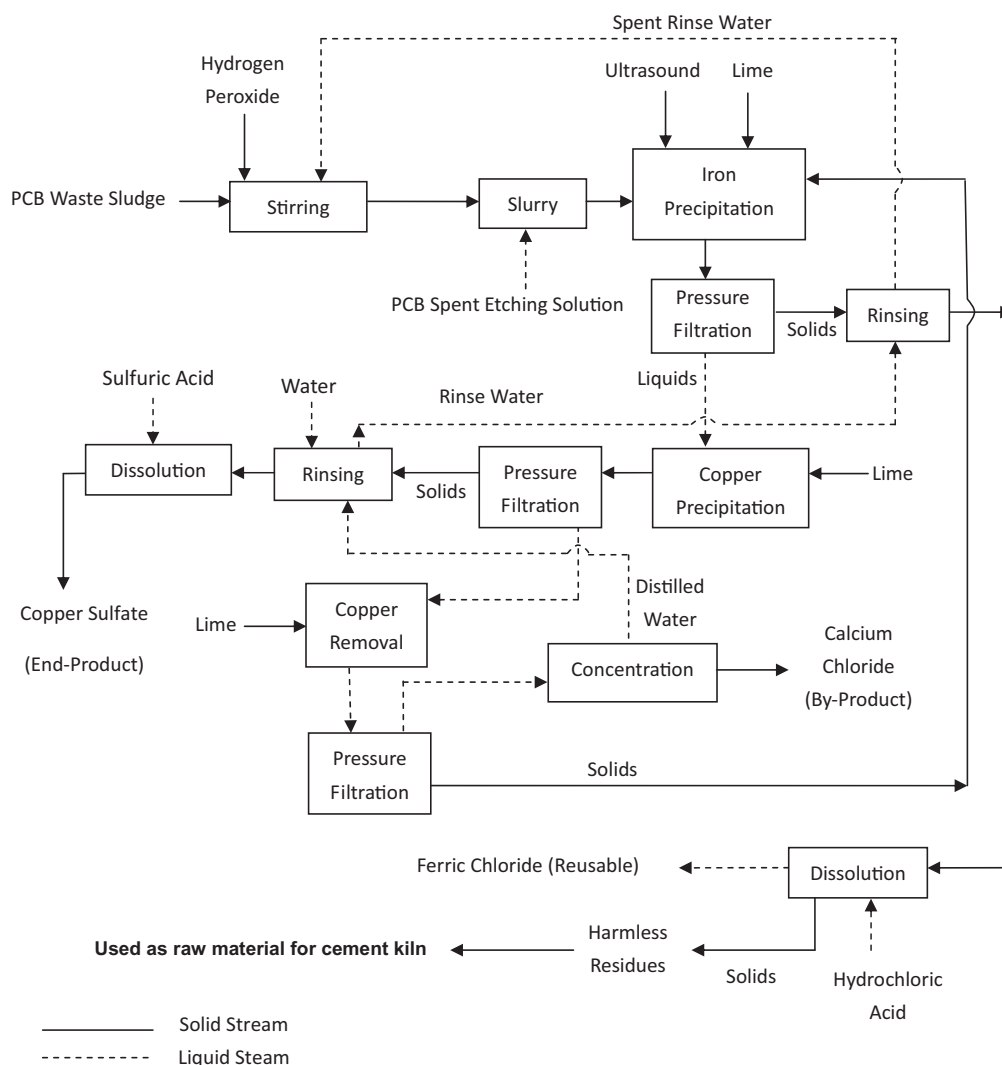 Spent Rinse Water
Hydrogen
Peroxide
Ultrasound
Lime
PCB Waste Sludge
Stirring
Slurry
Iron
Precipitation
PCB Spent Etching Solution
Pressure
Filtration
Solids
Rinsing
Liquids
Sulfuric Acid
Water
Rinse Water
Dissolution
Rinsing
Solids
Pressure
Filtration
Copper
Precipitation
Lime
Copper Sulfate
(End-Product)
Lime
Copper
Removal
Distilled
Water
Concentration
Calcium
Chloride
(By-Product)
Pressure
Filtration
Solids
Ferric Chloride (Reusable)
Dissolution
Used as raw material for cement kiln
Harmless
Residues
Solids
Hydrochloric
Acid
Solid Stream
Liquid Steam